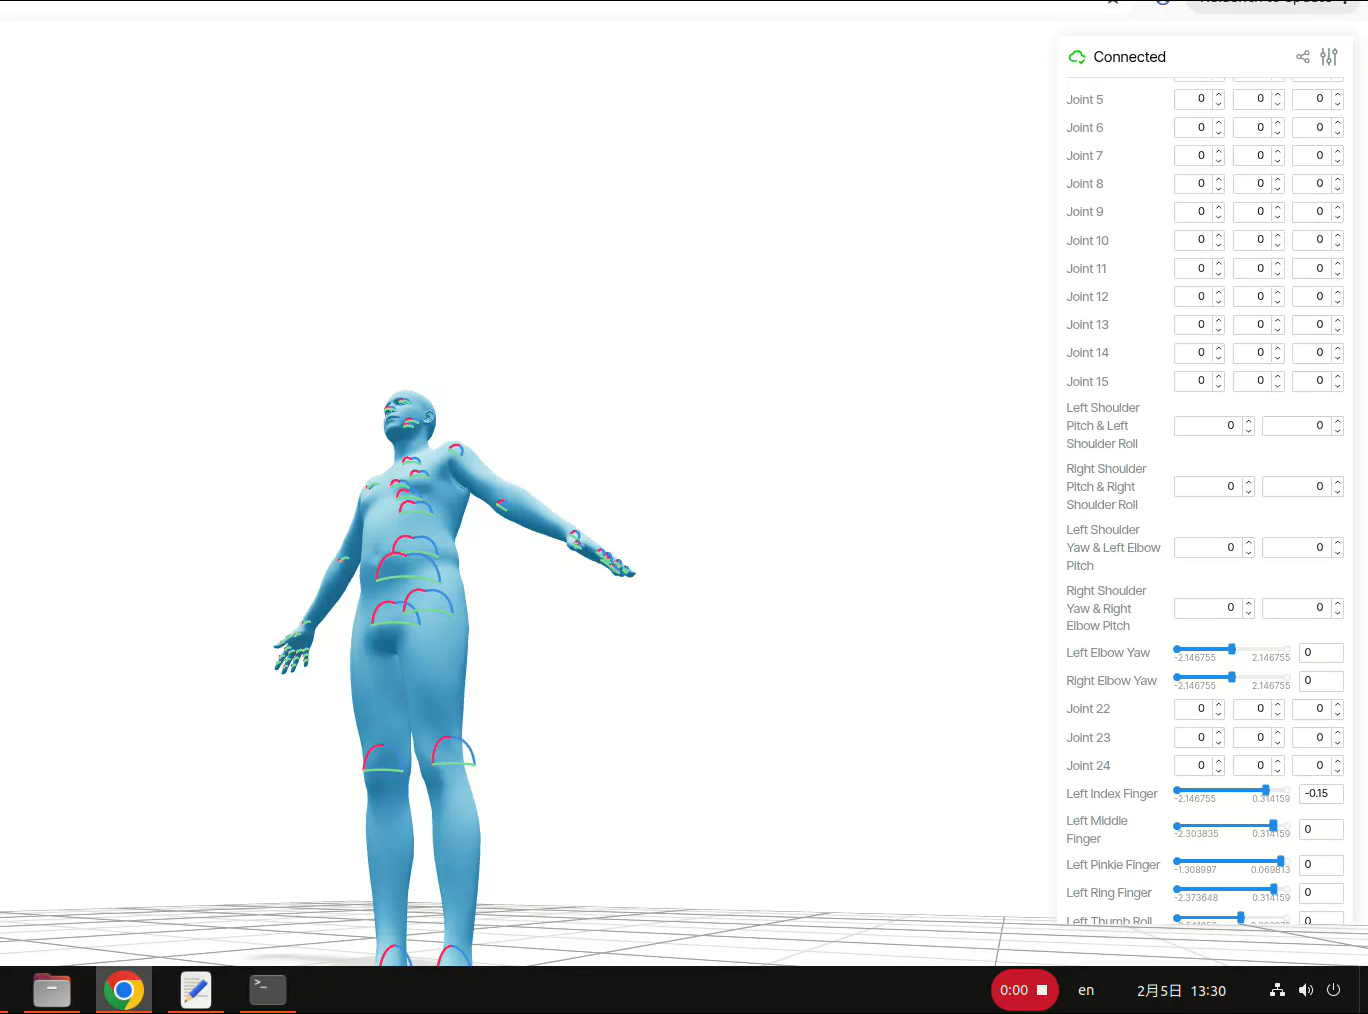 Connected
Joint 5 0 0 0
Joint 6 0 0 0
Joint 7 0 0 0
Joint 8 0 0 0
Joint 9 0 0 0
Joint 10 0 0 0
Joint 11 0 0 0
Joint 12 0 0 0
Joint 13 0 0 0
Joint 14 0 0 0
Joint 15 0 0 0
Left Shoulder
Pitch & Left
Shoulder Roll
0 0
Right Shoulder
Pitch & Right
Shoulder Roll
0 0
Left Shoulder
Yaw & Left Elbow
Pitch
0 0
Right Shoulder
Yaw & Right
Elbow Pitch
0 0
Left Elbow Yaw 0
-2.146755 2.146755
Right Elbow Yaw 0
-2.146755 2.146755
Joint 22 0 0 0
Joint 23 0 0 0
Joint 24 0 0 0
Left Index Finger -0.15
-2.146755 0.314159
Left Middle
Finger
0
-2.303835 0.314159
Left Pinkie Finger 0
-1.308997 0.069813
Left Ring Finger 0
-2.373648 0.314159
Left Thumb Roll 0
0:00 en 2月5日 13:30